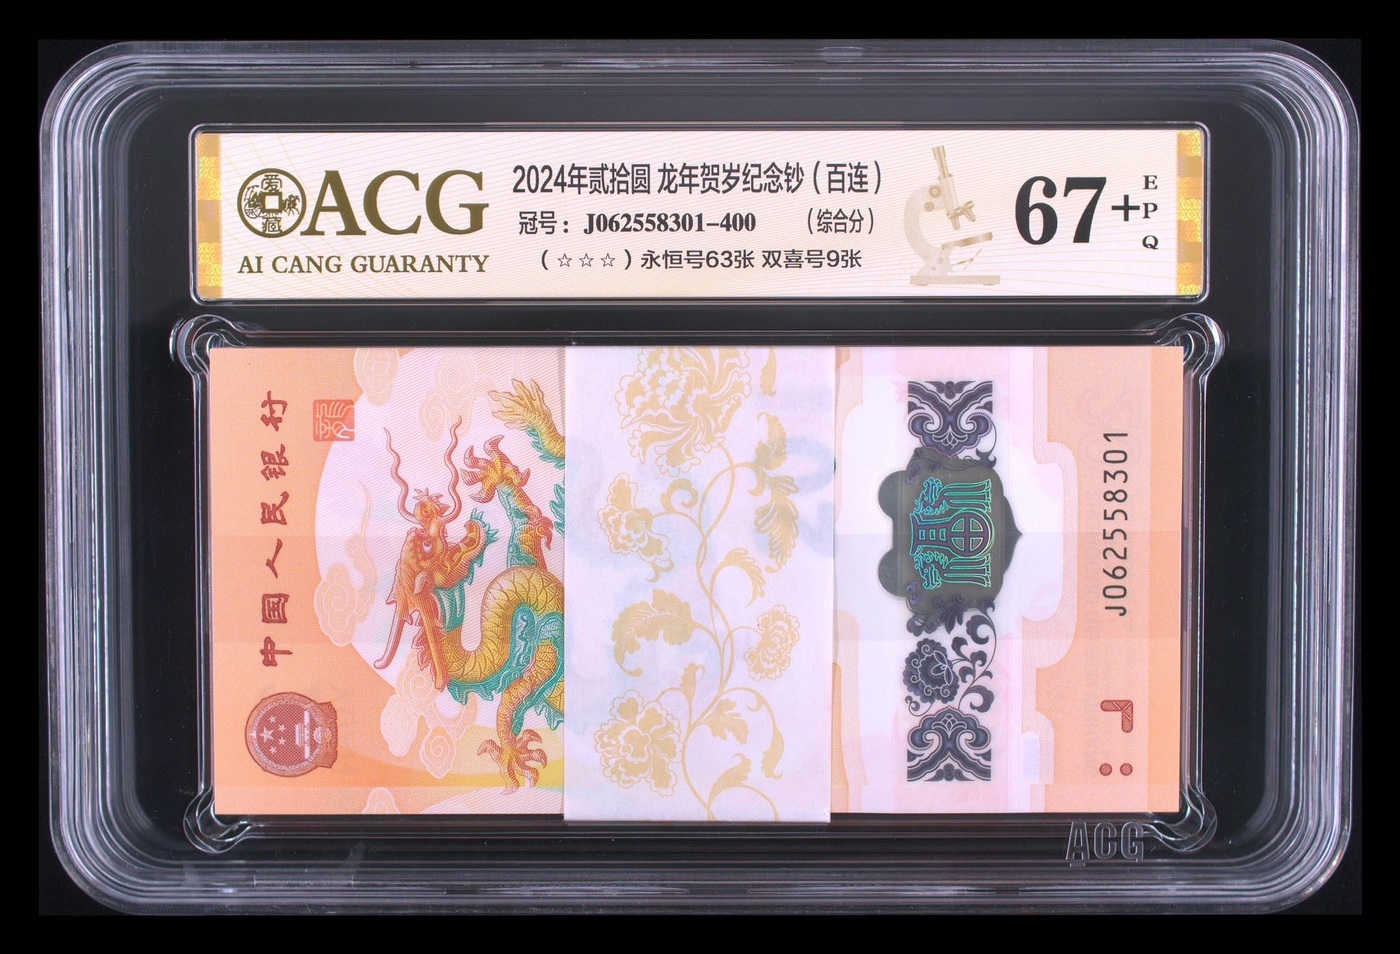 ACG
AI CANG GUARANTY
2024年贰拾圆 龙年贺岁纪念钞（百连）
冠号：J062558301-400 （综合分）
（☆☆☆）永恒号63张 双喜号9张
67+
E
P
Q
中国人民银行
J062558301
ACG